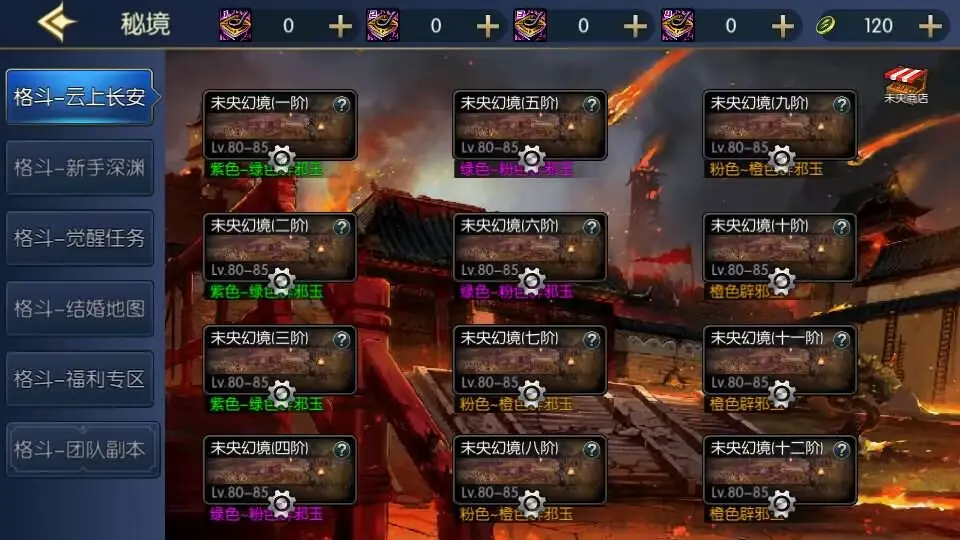 秘境
0
0
0
0
120
格斗-云上长安
格斗-新手深渊
格斗-觉醒任务
格斗-结婚地图
格斗-福利专区
格斗-团队副本
未央商店
未央幻境(一阶) ?
Lv.80-85
紫色~绿色辟邪玉
未央幻境(五阶) ?
Lv.80-85
绿色~粉色辟邪玉
未央幻境(九阶) ?
Lv.80-85
粉色~橙色辟邪玉
未央幻境(二阶) ?
Lv.80-85
紫色~绿色辟邪玉
未央幻境(六阶) ?
Lv.80-85
绿色~粉色辟邪玉
未央幻境(十阶) ?
Lv.80-85
橙色辟邪
未央幻境(三阶) ?
Lv.80-85
紫色~绿色辟邪玉
未央幻境(七阶) ?
Lv.80-85
粉色~橙色辟邪玉
未央幻境(十一阶) ?
Lv.80-85
橙色辟邪
未央幻境(四阶) ?
Lv.80-85
绿色~粉色辟邪玉
未央幻境(八阶) ?
Lv.80-85
粉色~橙色辟邪玉
未央幻境(十二阶) ?
Lv.80-85
橙色辟邪